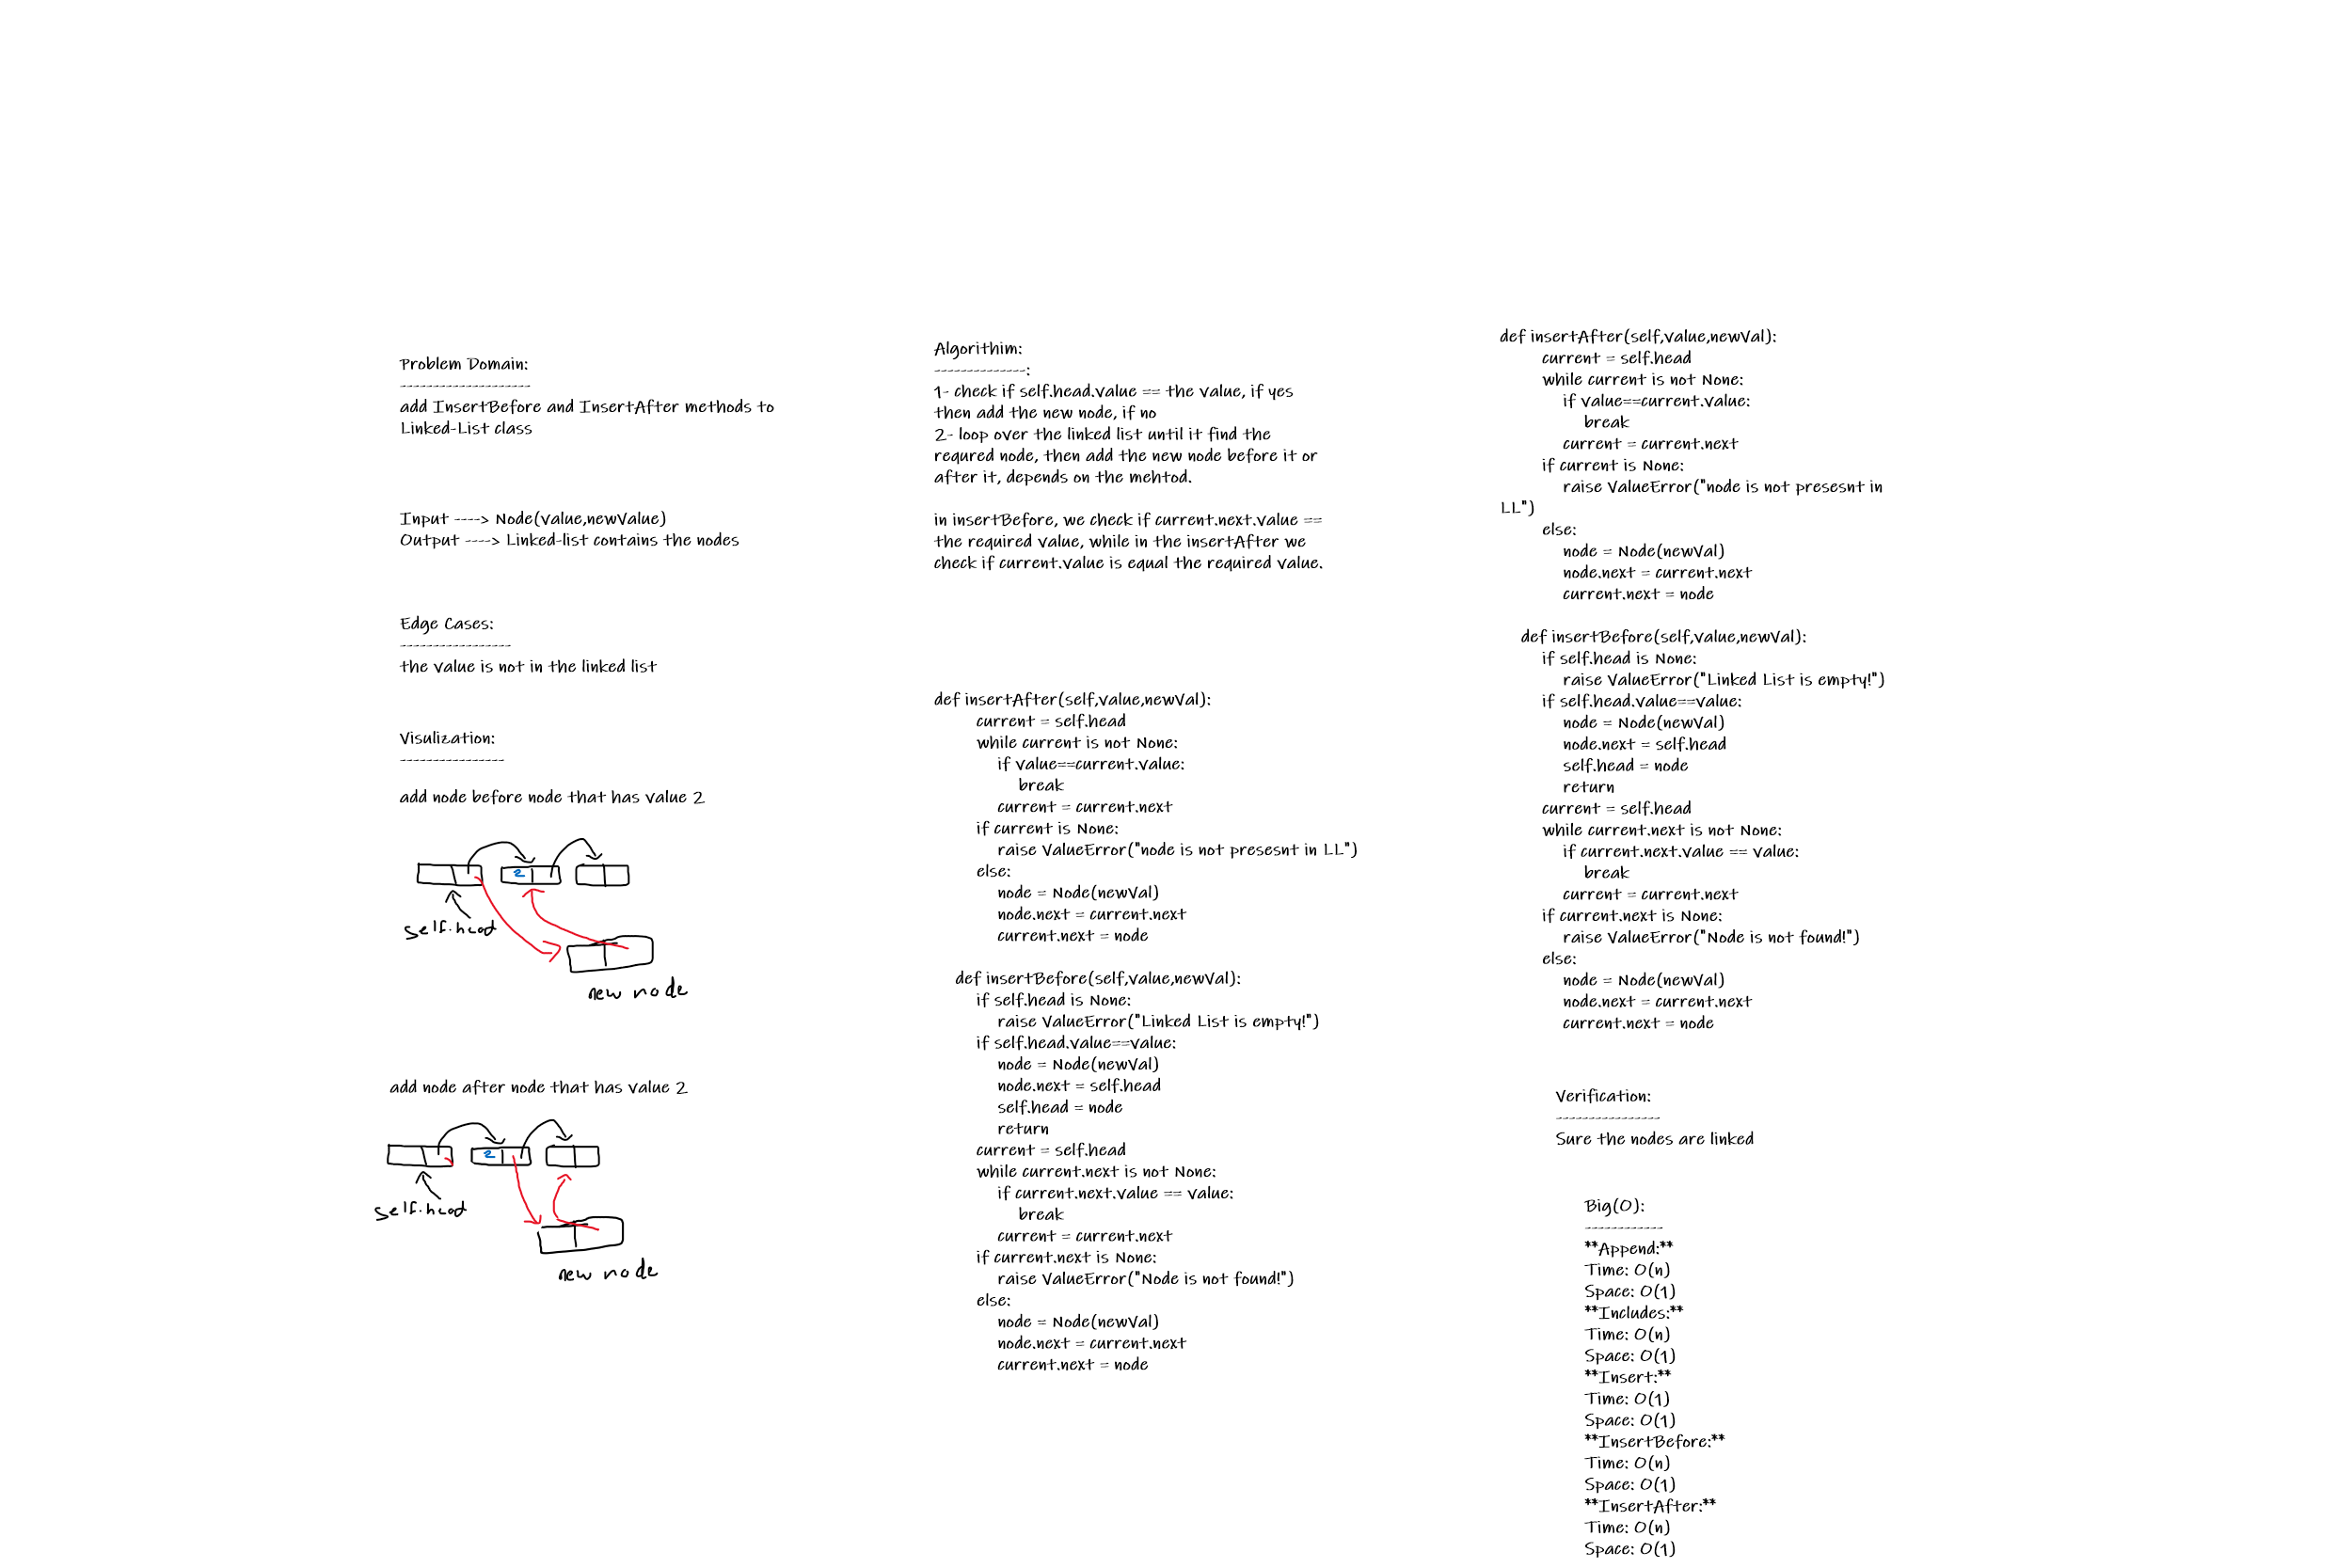 Problem Domain:
--------------------
add InsertBefore and InsertAfter methods to
Linked-List class
Input ----> Node(value,newValue)
Output ----> Linked-list contains the nodes
Edge Cases:
-----------------
the value is not in the linked list
Visulization:
----------------
add node before node that has value 2
2
self.head
new node
add node after node that has value 2
2
self.head
new node
Algorithim:
--------------:
1- check if self.head.value == the value, if yes
then add the new node, if no
2- loop over the linked list until it find the
requred node, then add the new node before it or
after it, depends on the mehtod.
in insertBefore, we check if current.next.value ==
the required value, while in the insertAfter we
check if current.value is equal the required value.
def insertAfter(self,value,newVal):
current = self.head
while current is not None:
if value==current.value:
break
current = current.next
if current is None:
raise ValueError("node is not presesnt in LL")
else:
node = Node(newVal)
node.next = current.next
current.next = node
def insertBefore(self,value,newVal):
if self.head is None:
raise ValueError("Linked List is empty!")
if self.head.value==value:
node = Node(newVal)
node.next = self.head
self.head = node
return
current = self.head
while current.next is not None:
if current.next.value == value:
break
current = current.next
if current.next is None:
raise ValueError("Node is not found!")
else:
node = Node(newVal)
node.next = current.next
current.next = node
def insertAfter(self,value,newVal):
current = self.head
while current is not None:
if value==current.value:
break
current = current.next
if current is None:
raise ValueError("node is not presesnt in
LL")
else:
node = Node(newVal)
node.next = current.next
current.next = node
def insertBefore(self,value,newVal):
if self.head is None:
raise ValueError("Linked List is empty!")
if self.head.value==value:
node = Node(newVal)
node.next = self.head
self.head = node
return
current = self.head
while current.next is not None:
if current.next.value == value:
break
current = current.next
if current.next is None:
raise ValueError("Node is not found!")
else:
node = Node(newVal)
node.next = current.next
current.next = node
Verification:
----------------
Sure the nodes are linked
Big(O):
------------
**Append:**
Time: O(n)
Space: O(1)
**Includes:**
Time: O(n)
Space: O(1)
**Insert:**
Time: O(1)
Space: O(1)
**InsertBefore:**
Time: O(n)
Space: O(1)
**InsertAfter:**
Time: O(n)
Space: O(1)